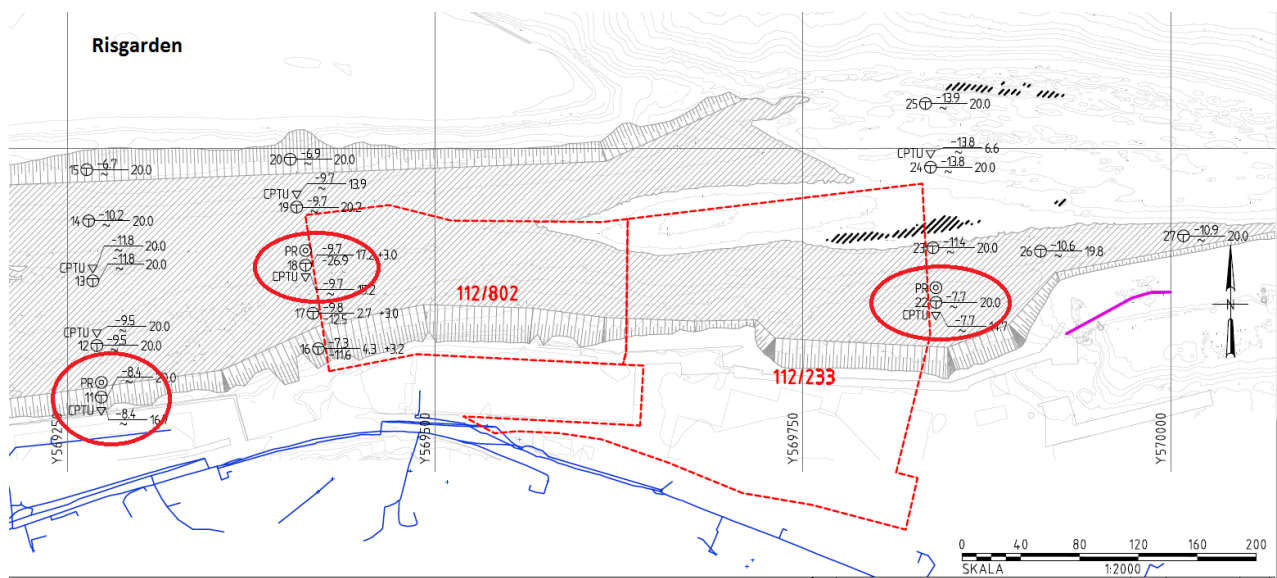 Risgarden
25 -13.9 ~ 20.0
-13.8 ~ 6.6
CPTU
24 -13.8 ~ 20.0
15 -6.7 ~ 20.0
20 -6.9 ~ 20.0
CPTU -9.7 ~ 13.9
19 -9.7 ~ 20.2
14 -10.2 ~ 20.0
-11.8 ~ 20.0
CPTU -11.8 ~ 20.0
13
PR -9.7 17.2 +3.0
18 -26.9
CPTU -9.7 ~
112/802
23 -11.4 ~ 20.0
26 -10.6 ~ 19.8
27 -10.9 ~ 20.0
PR
22 -7.7 ~ 20.0
CPTU -7.7 ~ 14.7
17 -9.8 2.7 +3.0
-12.5
16 -7.3 4.3 +3.2
-11.6
CPTU -9.5 ~ 20.0
12 -9.5 ~ 20.0
PR -8.4 ~ 20.0
11
CPTU -8.4 ~
112/233
Y569250
Y569500
Y569750
Y570000
0 40 80 120 160 200
SKALA 1:2000